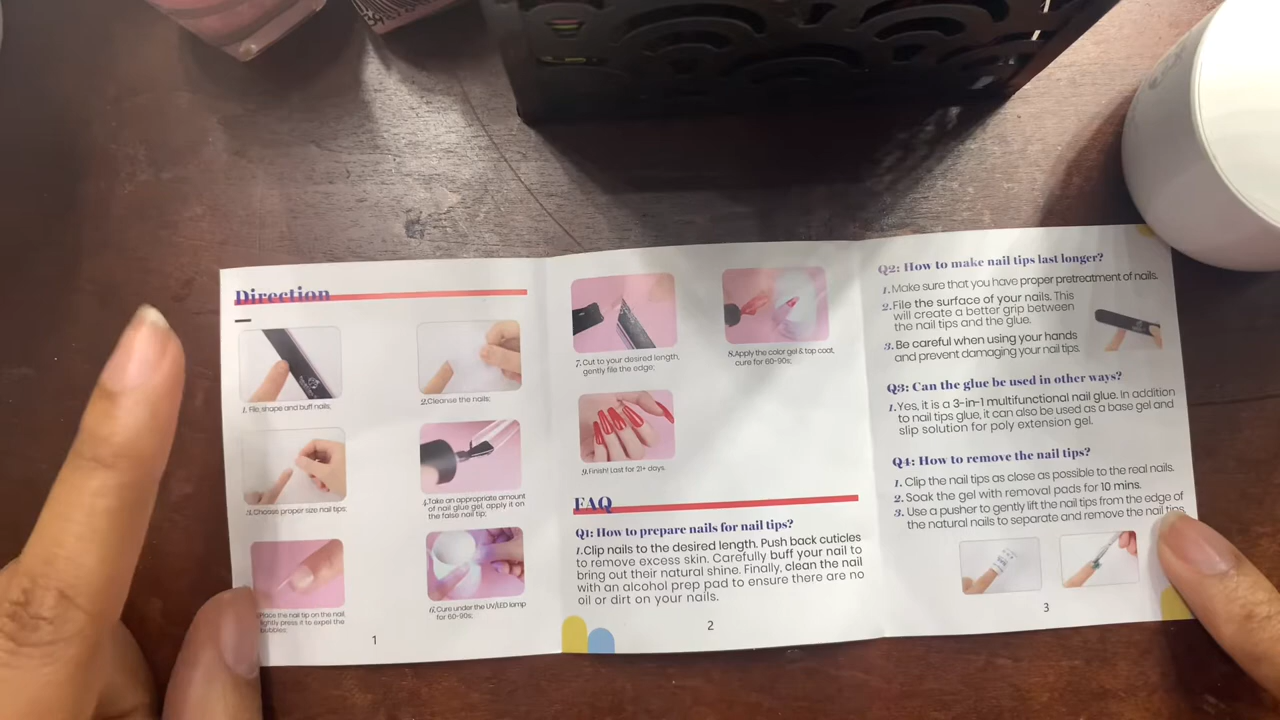 Direction
1. File, shape and buff nails;
2.Cleanse the nails;
3.Chooses proper size nail tips;
4.Take an appropriate amount
of nail glue gel, apply it on
the false nail tip;
Place the nail tip on the nail,
lightly press it to expel the
bubbles;
6.Cure under the UV/LED lamp
for 60-90s;
1
7. Cut to your desired length,
gently file the edge;
8.Apply the color gel & top coat,
cure for 60-90s;
9.Finish! Last for 21+ days.
FAQ
Q1: How to prepare nails for nail tips?
1.Clip nails to the desired length. Push back cuticles
to remove excess skin. Carefully buff your nail to
bring out their natural shine. Finally, clean the nail
with an alcohol prep pad to ensure there are no
oil or dirt on your nails.
2
Q2: How to make nail tips last longer?
1.Make sure that you have proper pretreatment of nails.
2.File the surface of your nails. This
will create a better grip between
the nail tips and the glue.
3.Be careful when using your hands
and prevent damaging your nail tips.
Q3: Can the glue be used in other ways?
1.Yes, it is a 3-in-1 multifunctional nail glue. In addition
to nail tips glue, it can also be used as a base gel and
slip solution for poly extension gel.
Q4: How to remove the nail tips?
1. Clip the nail tips as close as possible to the real nails.
2. Soak the gel with removal pads for 10 mins.
3. Use a pusher to gently lift the nail tips from the edge of
the natural nails to separate and remove the nail tips.
3